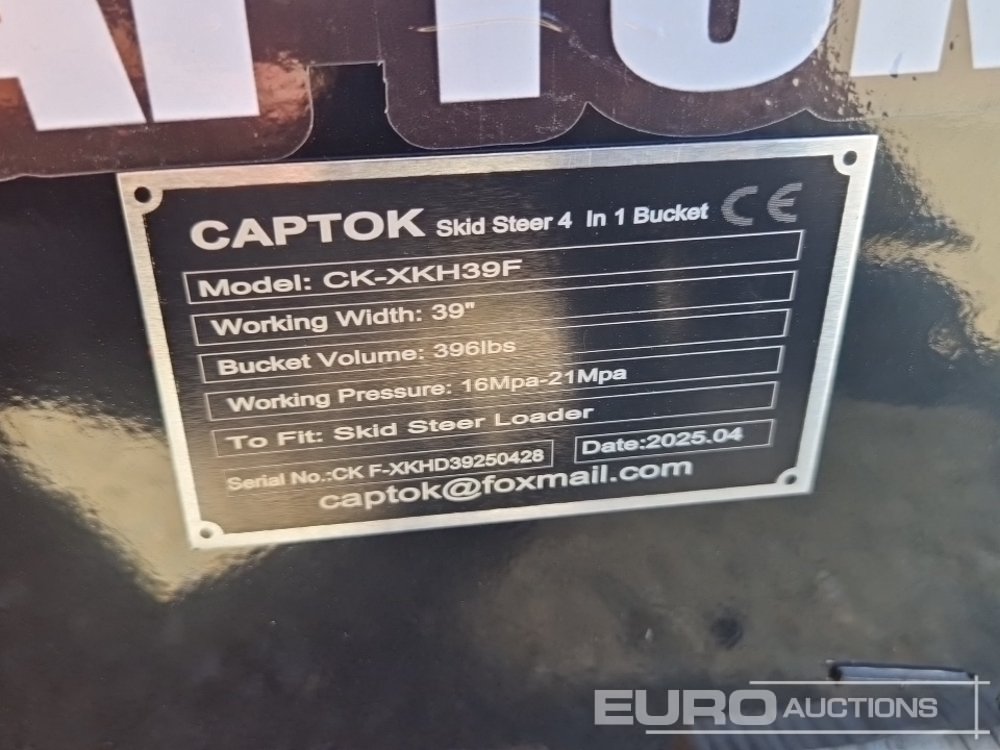 CAPTOK
CAPTOK Skid Steer 4 In 1 Bucket CE
Model: CK-XKH39F
Working Width: 39"
Bucket Volume: 396lbs
Working Pressure: 16Mpa-21Mpa
To Fit: Skid Steer Loader
Serial No.:CK F-XKHD39250428 Date:2025.04
captok@foxmail.com
EURO AUCTIONS